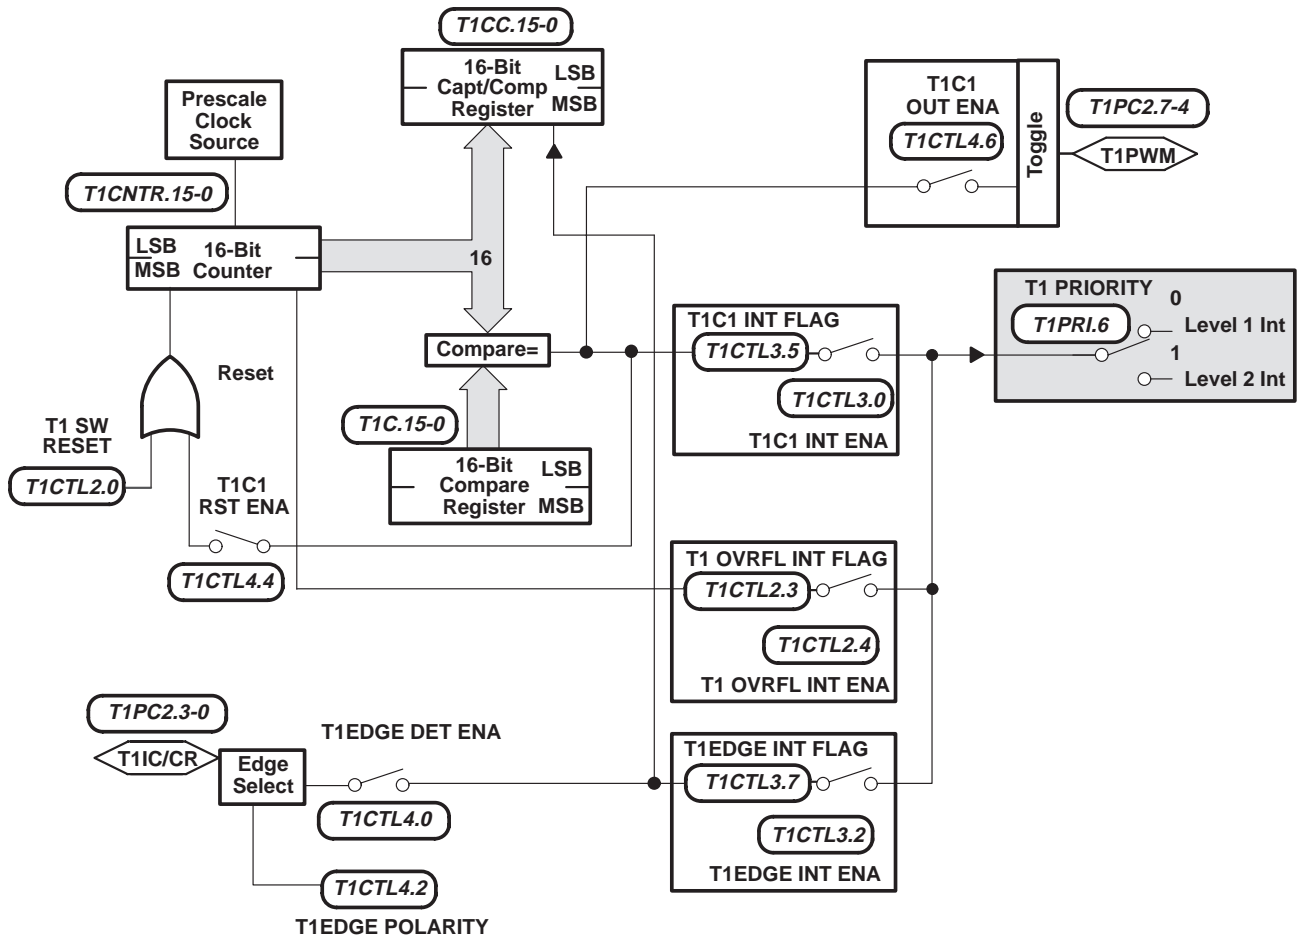 T1CC.15-0
16-Bit
Capt/Comp
Register
LSB
MSB
Prescale
Clock
Source
T1CNTR.15-0
LSB
MSB
16-Bit
Counter
16
T1C1
OUT ENA
T1CTL4.6
Toggle
T1PC2.7-4
T1PWM
T1 PRIORITY
0
T1PRI.6
Level 1 Int
1
Level 2 Int
T1C1 INT FLAG
T1CTL3.5
T1CTL3.0
T1C1 INT ENA
Compare=
Reset
T1C.15-0
16-Bit
Compare
Register
LSB
MSB
T1 SW
RESET
T1CTL2.0
T1C1
RST ENA
T1CTL4.4
T1 OVRFL INT FLAG
T1CTL2.3
T1CTL2.4
T1 OVRFL INT ENA
T1PC2.3-0
T1IC/CR
Edge
Select
T1EDGE DET ENA
T1CTL4.0
T1CTL4.2
T1EDGE POLARITY
T1EDGE INT FLAG
T1CTL3.7
T1CTL3.2
T1EDGE INT ENA